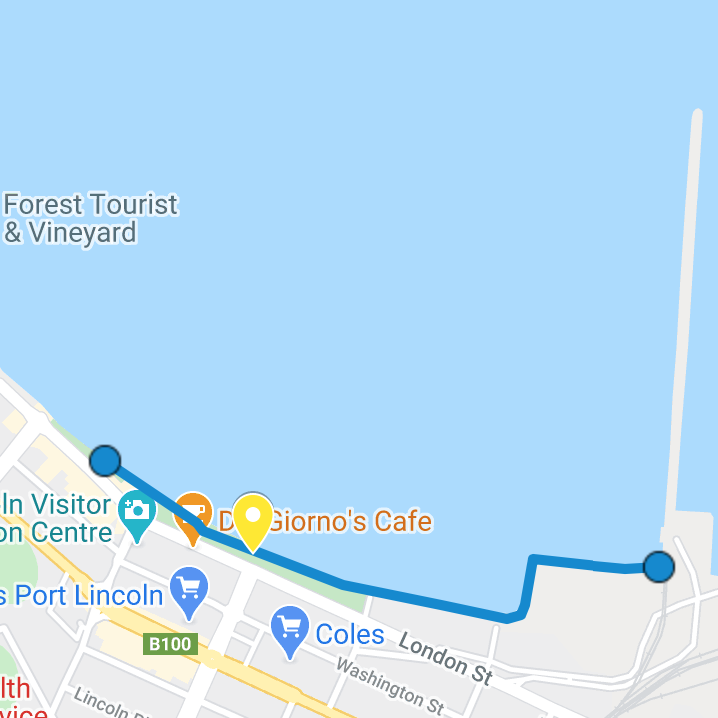 Forest Tourist
& Vineyard
ln Visitor
on Centre
Giorno's Cafe
s Port Lincoln
B100
Coles
London St
Washington St
Lincoln
lth
vice